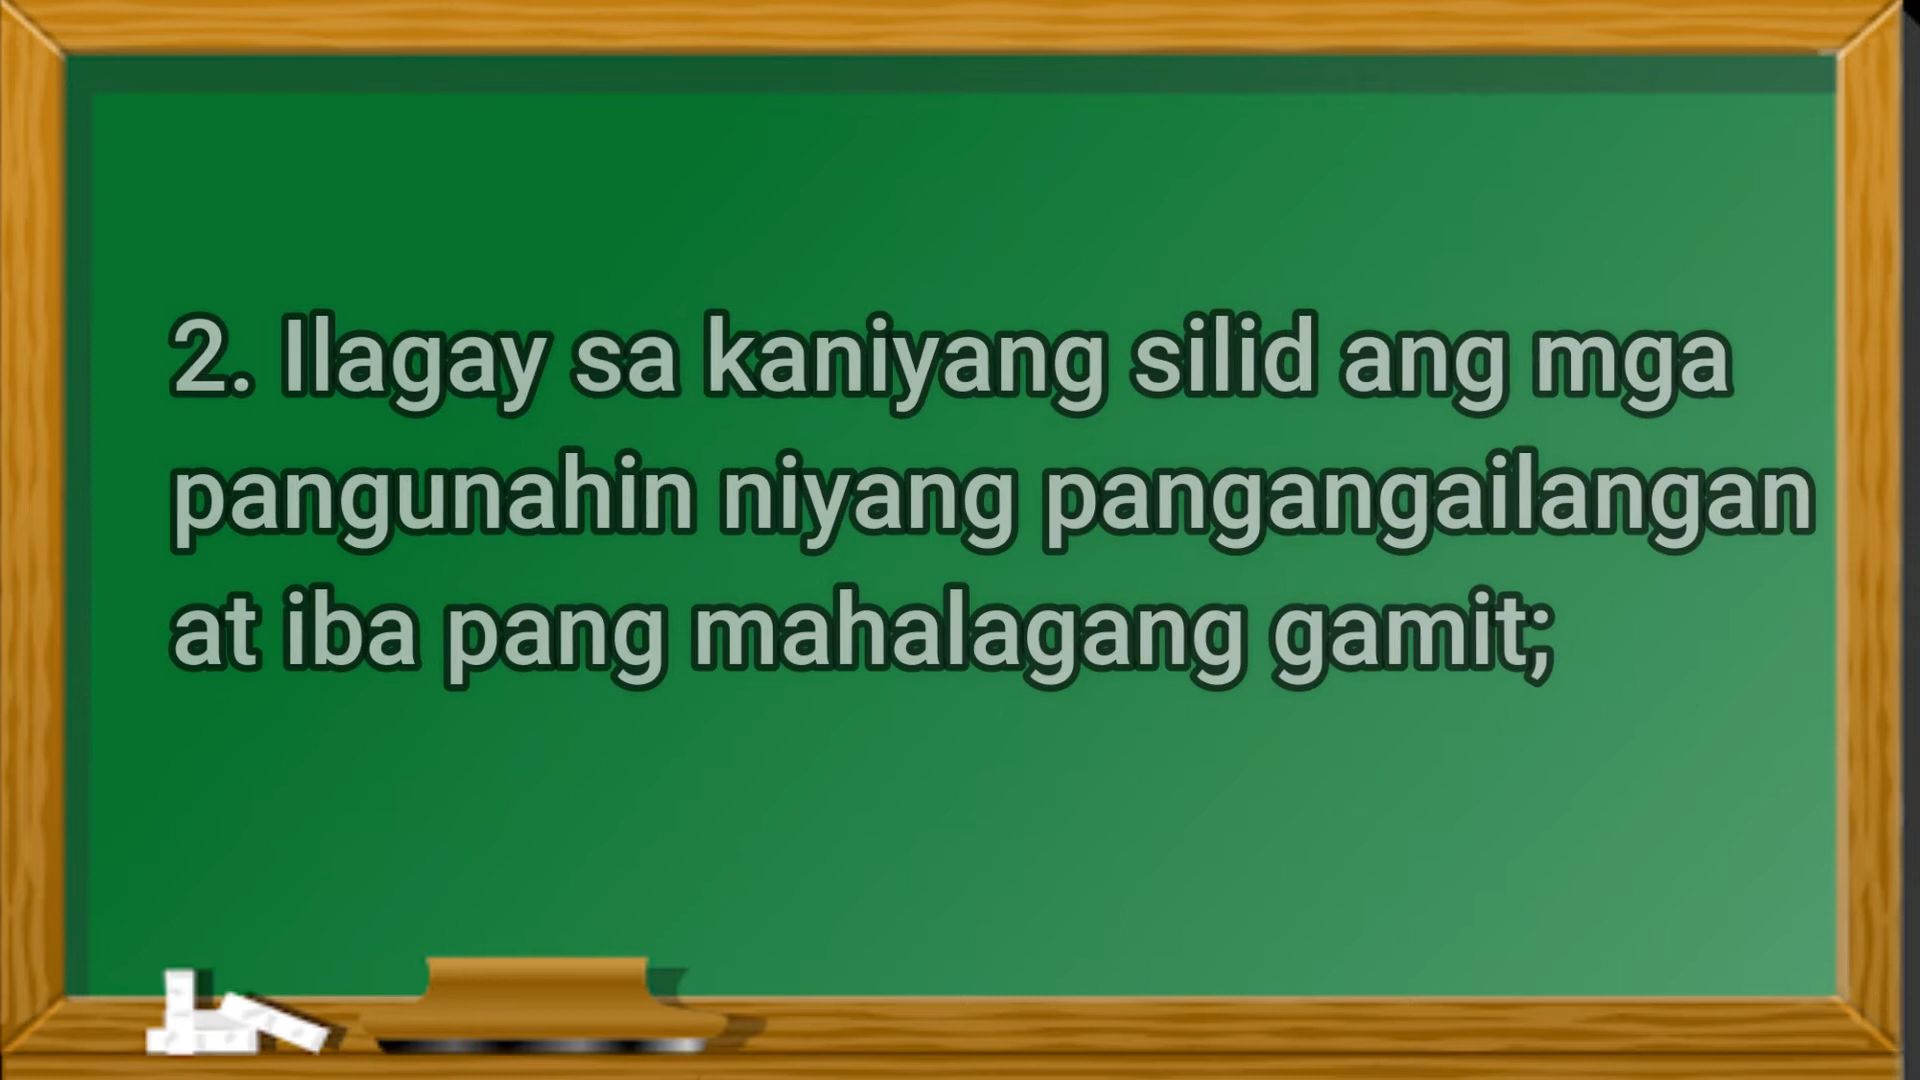 2. Ilagay sa kaniyang silid ang mga
pangunahin niyang pangangailangan
at iba pang mahalagang gamit;